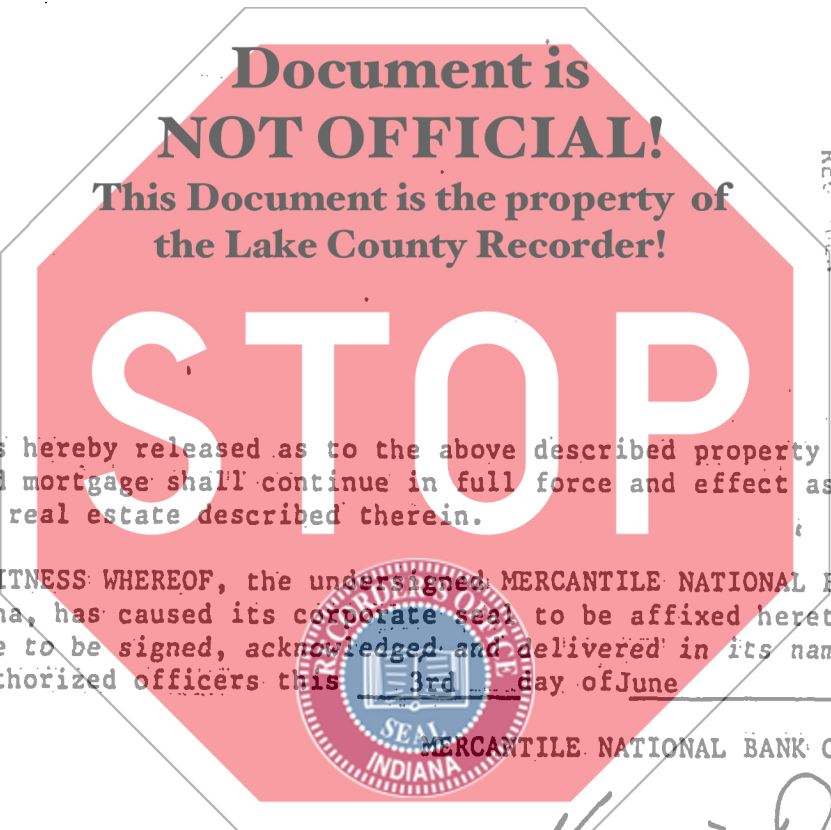 Document is
NOT OFFICIAL!
This Document is the property of
the Lake County Recorder!
STOP
hereby released as to the above described property
mortgage shall continue in full force and effect as
real estate described therein.
ITNESS WHEREOF, the undersigned MERCANTILE NATIONAL B
na, has caused its corporate seal to be affixed heret
e to be signed, acknowledged and delivered in its nam
thorized officers this 3rd day of June
RECORDER'S OFFICE
SEAL
INDIANA
MERCANTILE NATIONAL BANK O